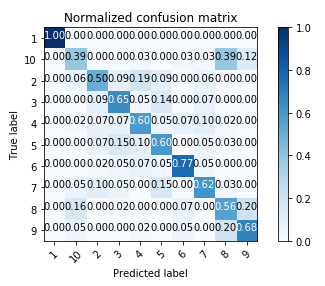 Normalized confusion matrix
True label
1 1.00 0.00 0.00 0.00 0.00 0.00 0.00 0.00 0.00 0.00
10 0.00 0.39 0.00 0.00 0.03 0.00 0.03 0.03 0.39 0.12
2 0.00 0.06 0.50 0.09 0.19 0.09 0.00 0.06 0.00 0.00
3 0.00 0.00 0.09 0.65 0.05 0.14 0.00 0.07 0.00 0.00
4 0.00 0.02 0.07 0.07 0.60 0.05 0.07 0.10 0.02 0.00
5 0.00 0.00 0.07 0.15 0.10 0.60 0.00 0.05 0.03 0.00
6 0.00 0.00 0.02 0.05 0.07 0.05 0.77 0.05 0.00 0.00
7 0.00 0.05 0.10 0.05 0.00 0.15 0.00 0.62 0.03 0.00
8 0.00 0.16 0.00 0.02 0.00 0.00 0.07 0.00 0.56 0.20
9 0.00 0.05 0.00 0.00 0.02 0.00 0.05 0.00 0.20 0.68
1 10 2 3 4 5 6 7 8 9
Predicted label
1.0
0.8
0.6
0.4
0.2
0.0